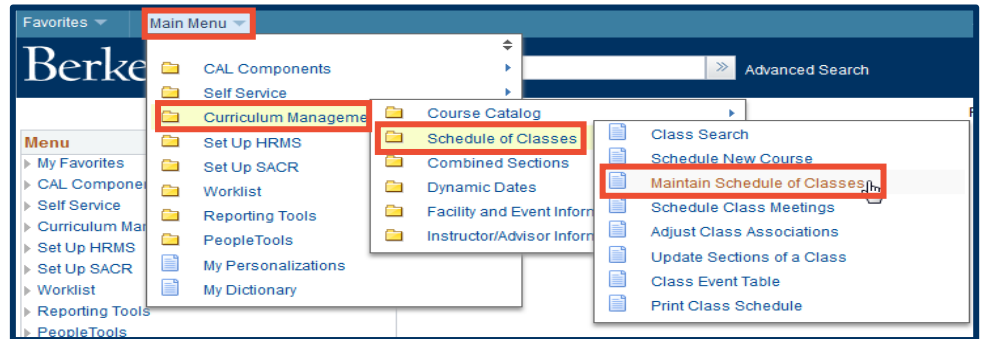 Favorites
Main Menu
Berke
Advanced Search
CAL Components
Self Service
Curriculum Manageme
Set Up HRMS
Set Up SACR
Worklist
Reporting Tools
PeopleTools
My Personalizations
My Dictionary
Course Catalog
Schedule of Classes
Combined Sections
Dynamic Dates
Facility and Event Inforn
Instructor/Advisor Inforn
Class Search
Schedule New Course
Maintain Schedule of Classes
Schedule Class Meetings
Adjust Class Associations
Update Sections of a Class
Class Event Table
Print Class Schedule
Menu
My Favorites
CAL Componen
Self Service
Curriculum Mar
Set Up HRMS
Set Up SACR
Worklist
Reporting Tools
PeopleTools